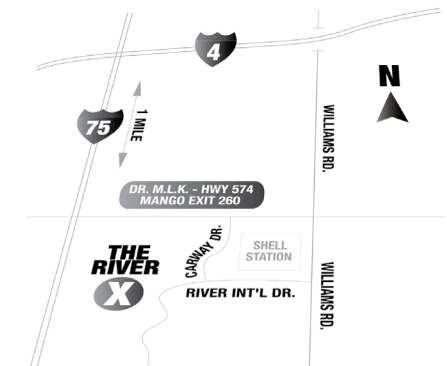 4
N
75
1 MILE
WILLIAMS RD.
DR. M.L.K. - HWY 574
MANGO EXIT 260
CARWAY DR.
SHELL
STATION
THE
RIVER
X
RIVER INT'L DR.
WILLIAMS RD.